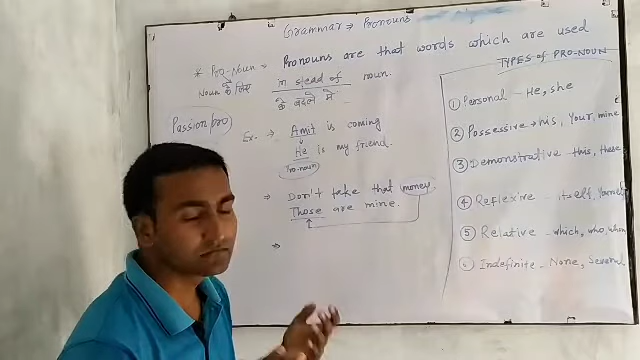 Grammar → Pronouns
* Pro-Noun = Pronouns are that words which are used
Noun के लिए
in stead of noun.
के बदले में
Passion pro
Ex. → Amit is coming
He is my friend.
Pro-noun
→ Don't take that money.
Those are mine.
→
TYPES of PRO-NOUN
① Personal - He, she
② Possessive → his, Your, mine
③ Demonstrative this, these
④ Reflexive - itself,
⑤ Relative - which, who, whom
Indefinite - None, Several